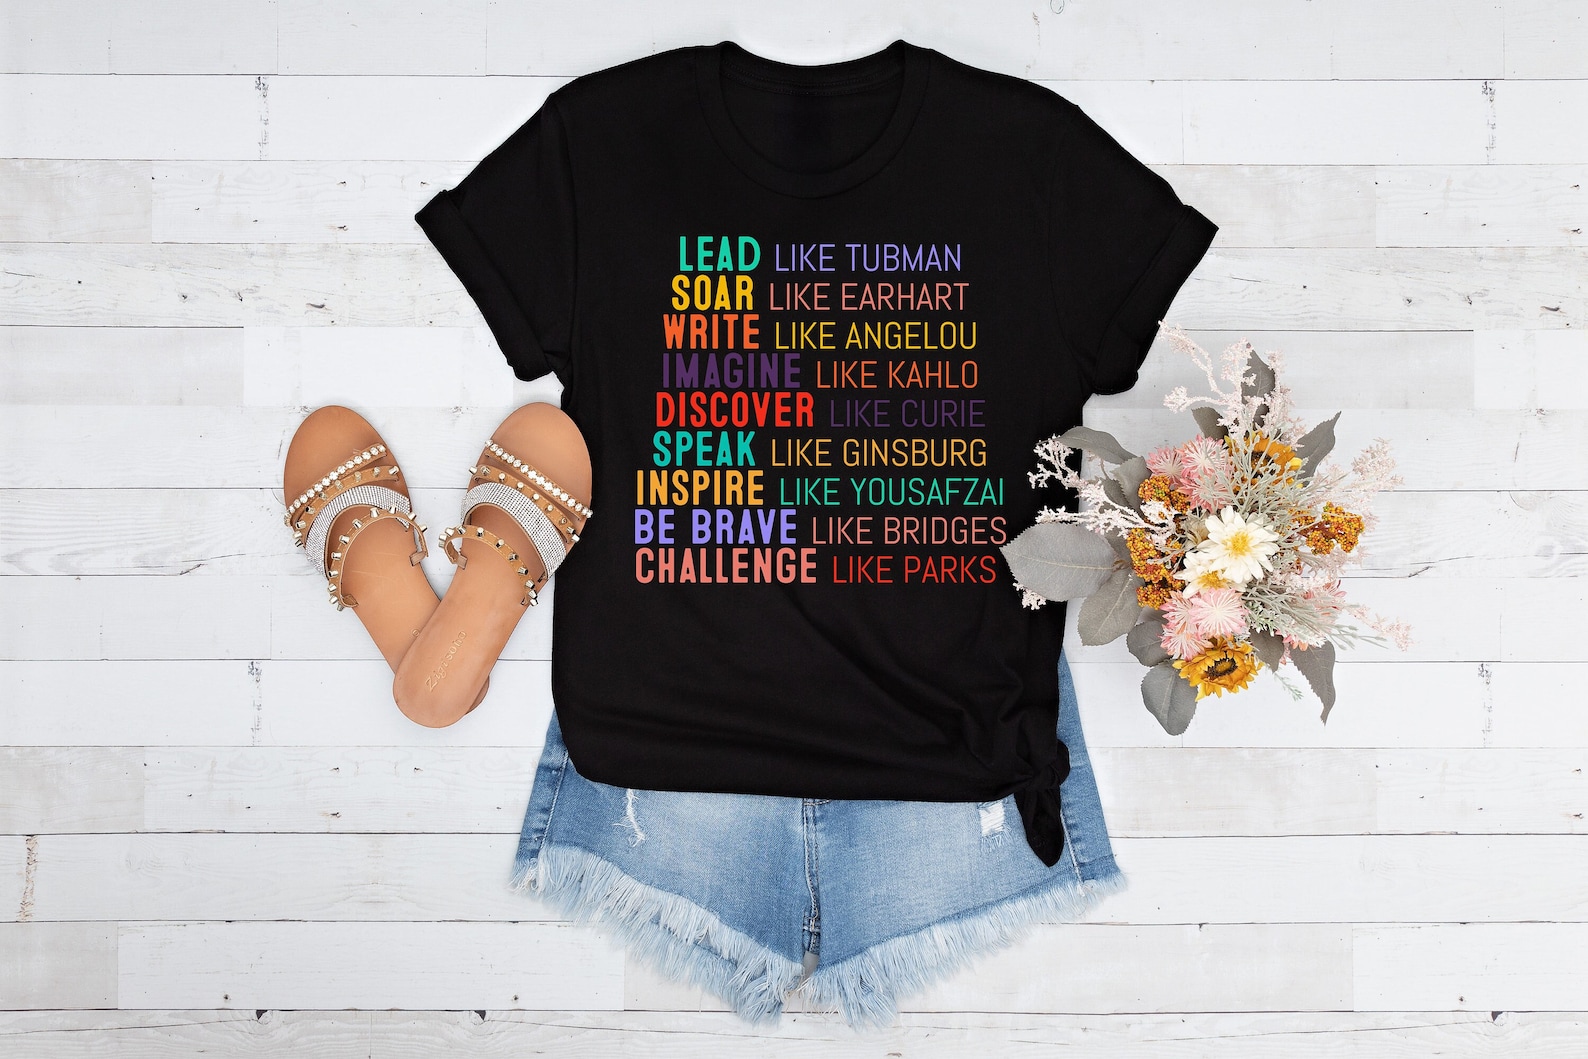 LEAD LIKE TUBMAN
SOAR LIKE EARHART
WRITE LIKE ANGELOU
IMAGINE LIKE KAHLO
DISCOVER LIKE CURIE
SPEAK LIKE GINSBURG
INSPIRE LIKE YOUSAFZAI
BE BRAVE LIKE BRIDGES
CHALLENGE LIKE PARKS